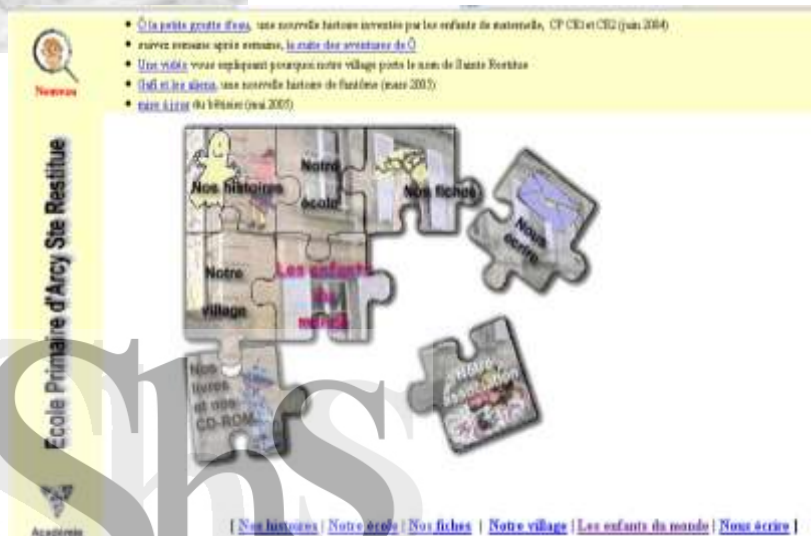 Ô la petite goutte d'eau, une nouvelle histoire inventée par les enfants de maternelle, CP CE1 et CE2 (juin 2004)
suivez semaine après semaine, la suite des aventures de Ô
Une vidéo vous expliquant pourquoi notre village porte le nom de Sainte Restitue
Gafi et les aliens, une nouvelle histoire de fantôme (mars 2005)
mise à jour du bêtisier (mai 2005)
Nouveau
Ecole Primaire d'Arcy Ste Restitue
Nos histoires
Notre école
Nos fiches
Nous écrire
Notre village
Les enfants du monde
Nos livres et nos CD-ROM
Notre association
Académie
[ Nos histoires | Notre école | Nos fiches | Notre village | Les enfants du monde | Nous écrire ]
shs